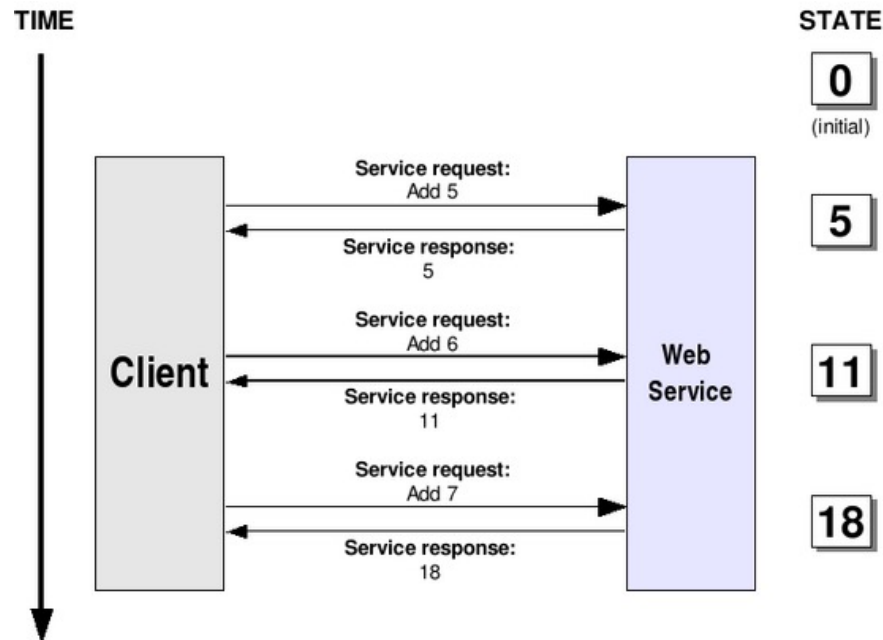 TIME
STATE
0
(initial)
Service request:
Add 5
5
Service response:
5
Service request:
Add 6
Client
Web
Service
11
Service response:
11
Service request:
Add 7
18
Service response:
18